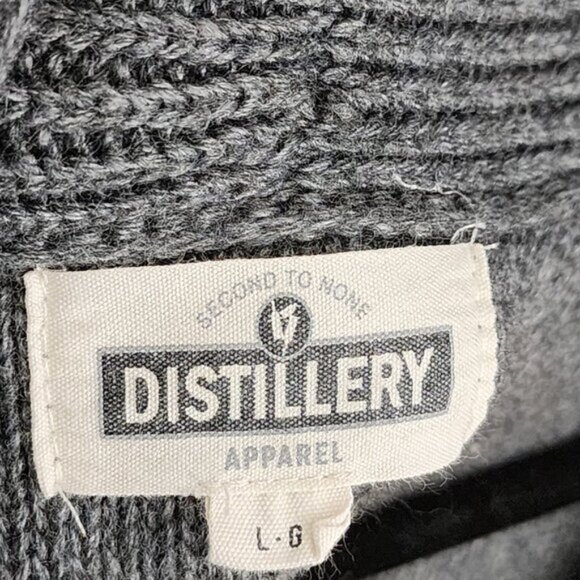 SECOND TO NONE
DISTILLERY
APPAREL
L·G